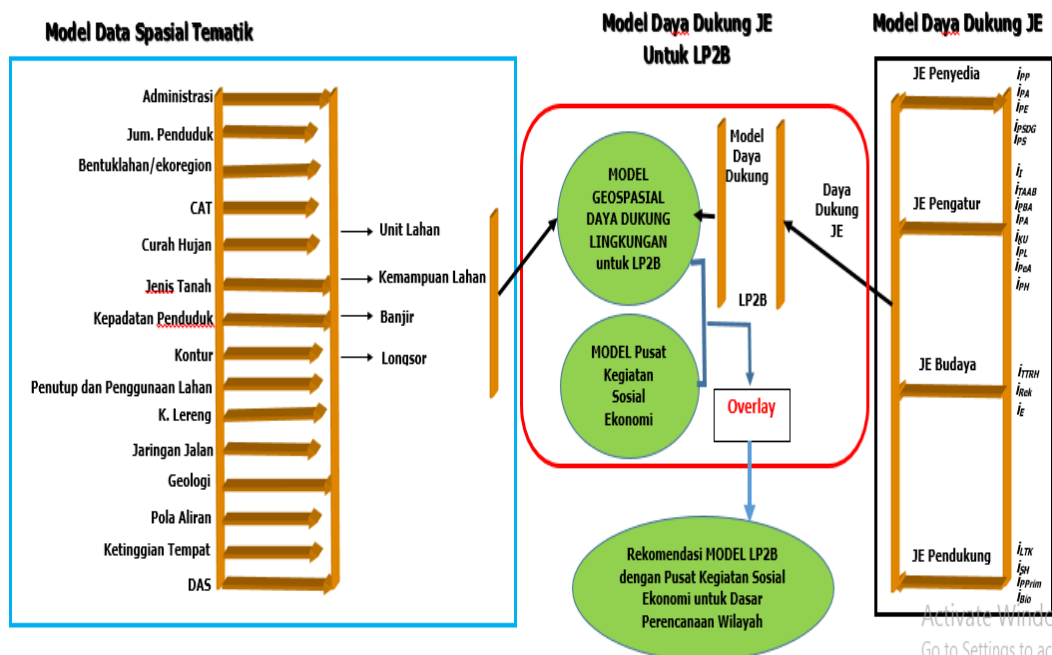 Model Data Spasial Tematik
Administrasi
Jum. Penduduk
Bentuklahan/ekoregion
CAT
Curah Hujan
Jenis Tanah
Kepadatan Penduduk
Kontur
Penutup dan Penggunaan Lahan
K. Lereng
Jaringan Jalan
Geologi
Pola Aliran
Ketinggian Tempat
DAS
Unit Lahan
Kemampuan Lahan
Banjir
Longsor
Model Daya Dukung JE
Untuk LP2B
MODEL
GEOSPASIAL
DAYA DUKUNG
LINGKUNGAN
untuk LP2B
Model
Daya
Dukung
LP2B
MODEL Pusat
Kegiatan
Sosial
Ekonomi
Overlay
Rekomendasi MODEL LP2B
dengan Pusat Kegiatan Sosial
Ekonomi untuk Dasar
Perencanaan Wilayah
Daya
Dukung
JE
Model Daya Dukung JE
JE Penyedia
iPP
iPA
iPE
iPSDG
iPS
JE Pengatur
iI
iTAAB
iPBA
iPA
iKU
iPL
iPeA
iPH
JE Budaya
iTTRH
iRek
iE
JE Pendukung
iLTK
iSH
iPPrim
iBio
Activate Windo
Go to Settings to ac